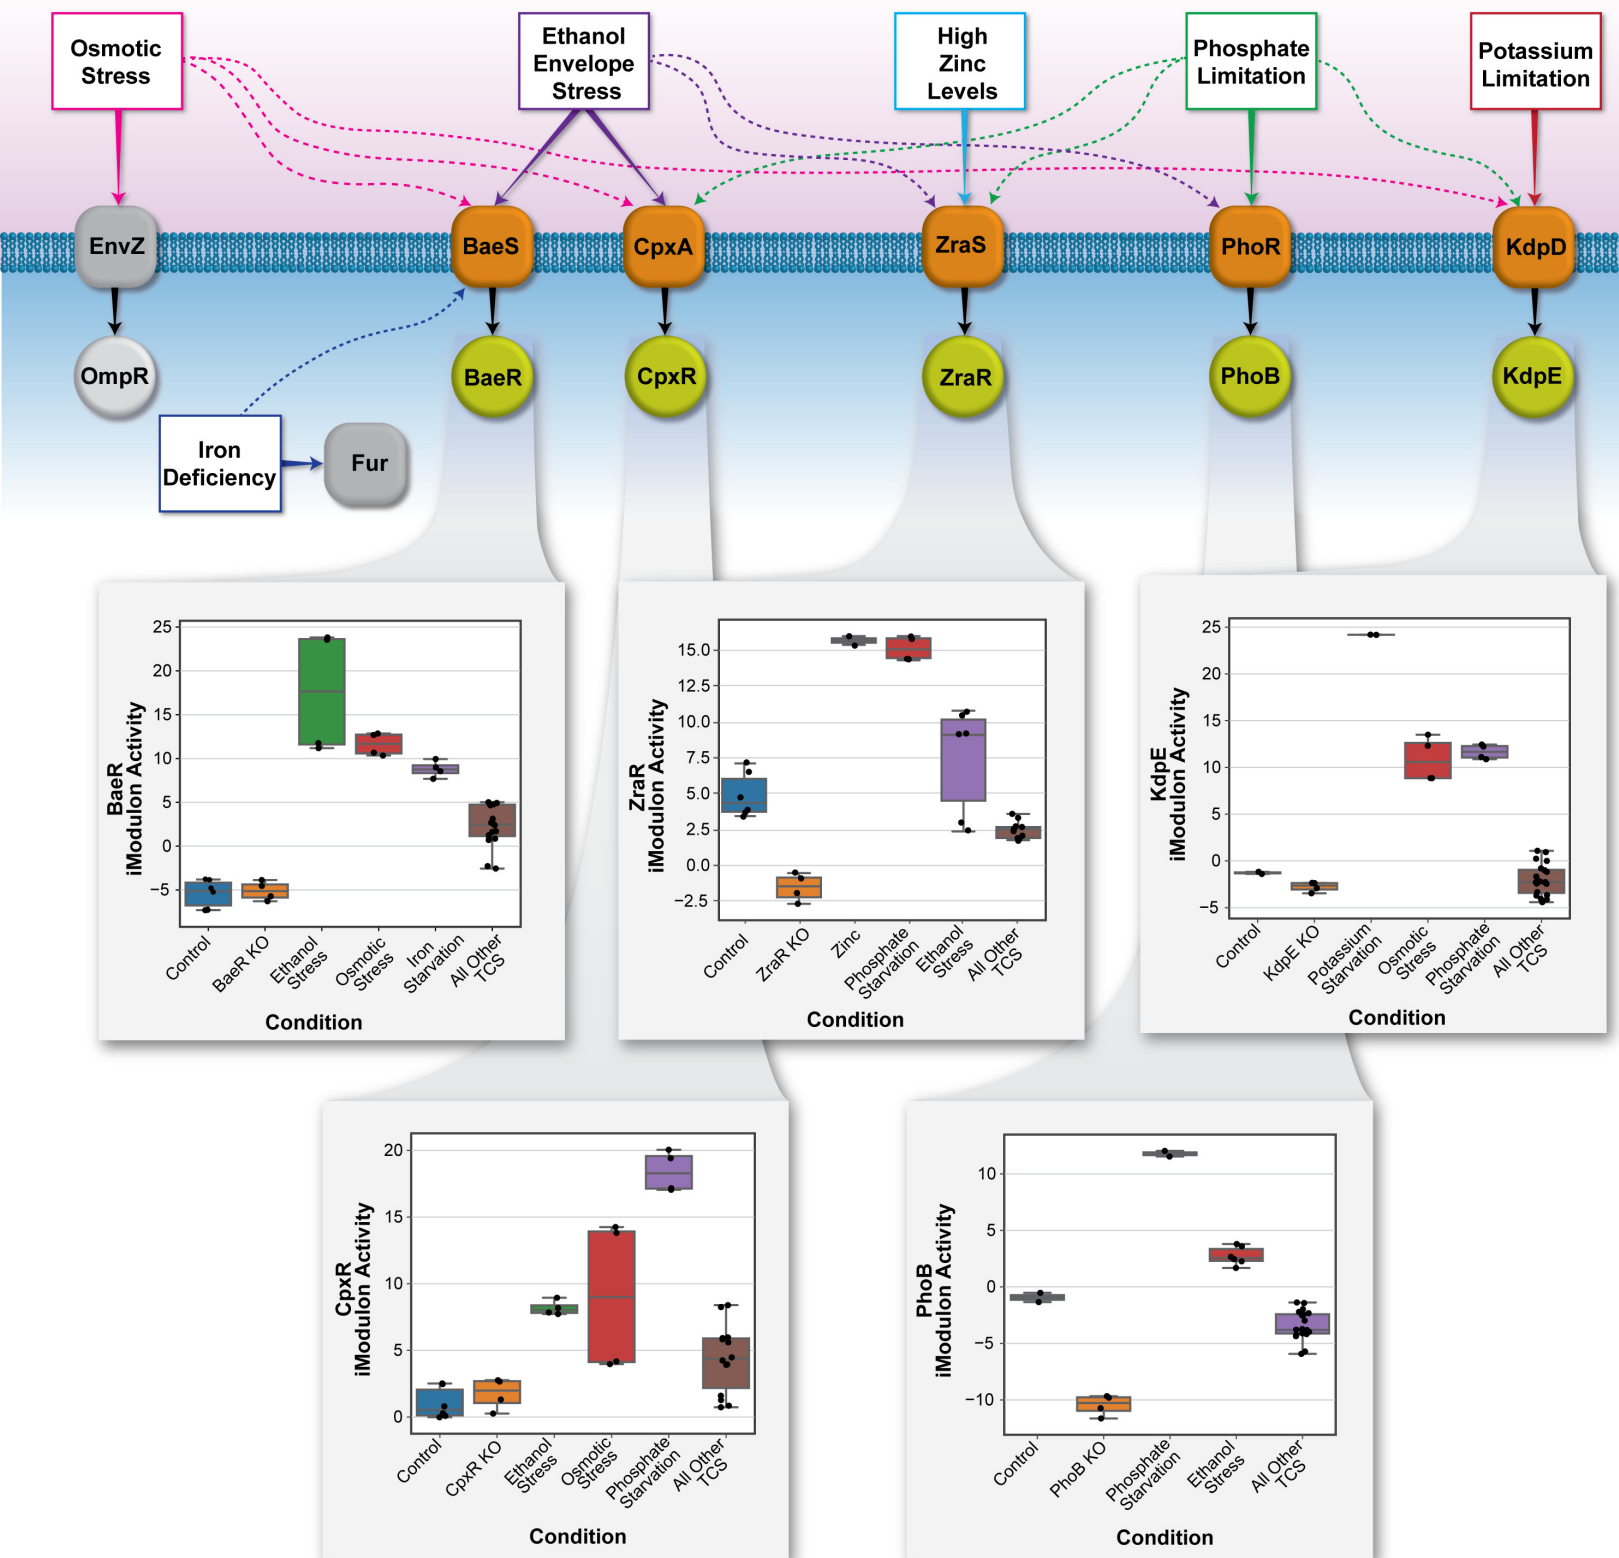 Osmotic
Stress
Ethanol
Envelope
Stress
High
Zinc
Levels
Phosphate
Limitation
Potassium
Limitation
EnvZ
BaeS
CpxA
ZraS
PhoR
KdpD
OmpR
BaeR
CpxR
ZraR
PhoB
KdpE
Iron
Deficiency
Fur
BaeR
iModulon Activity
25
20
15
10
5
0
−5
Control
BaeR KO
Ethanol
Stress
Osmotic
Stress
Iron
Starvation
All Other
TCS
Condition
ZraR
iModulon Activity
15.0
12.5
10.0
7.5
5.0
2.5
0.0
−2.5
Control
ZraR KO
Zinc
Phosphate
Starvation
Ethanol
Stress
All Other
TCS
Condition
KdpE
iModulon Activity
25
20
15
10
5
0
−5
Control
KdpE KO
Potassium
Starvation
Osmotic
Stress
Phosphate
Starvation
All Other
TCS
Condition
CpxR
iModulon Activity
20
15
10
5
0
Control
CpxR KO
Ethanol
Stress
Osmotic
Stress
Phosphate
Starvation
All Other
TCS
Condition
PhoB
iModulon Activity
10
5
0
−5
−10
Control
PhoB KO
Phosphate
Starvation
Ethanol
Stress
All Other
TCS
Condition